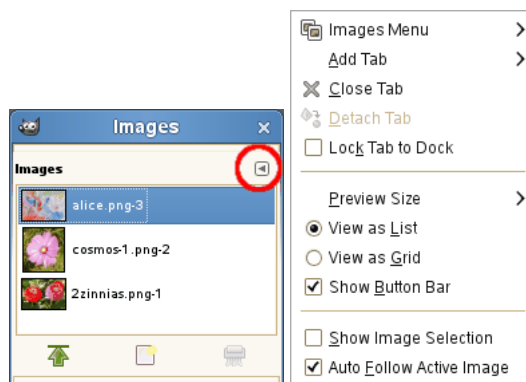 Images
Images
alice.png-3
cosmos-1.png-2
2zinnias.png-1
Images Menu
Add Tab
Close Tab
Detach Tab
Lock Tab to Dock
Preview Size
View as List
View as Grid
Show Button Bar
Show Image Selection
Auto Follow Active Image